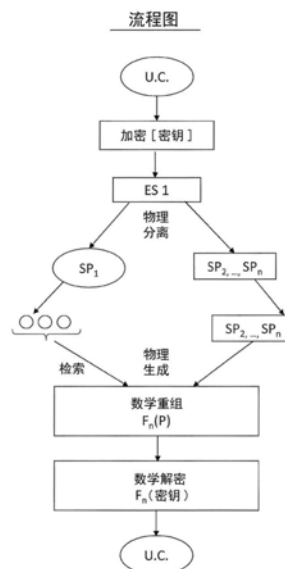 流程图
U.C.
加密［密钥］
ES 1
物理
分离
SP₁
SP₂,...,SPₙ
SP₂,...,SPₙ
检索
物理
生成
数学重组
Fₙ(P)
数学解密
Fₙ(密钥)
U.C.